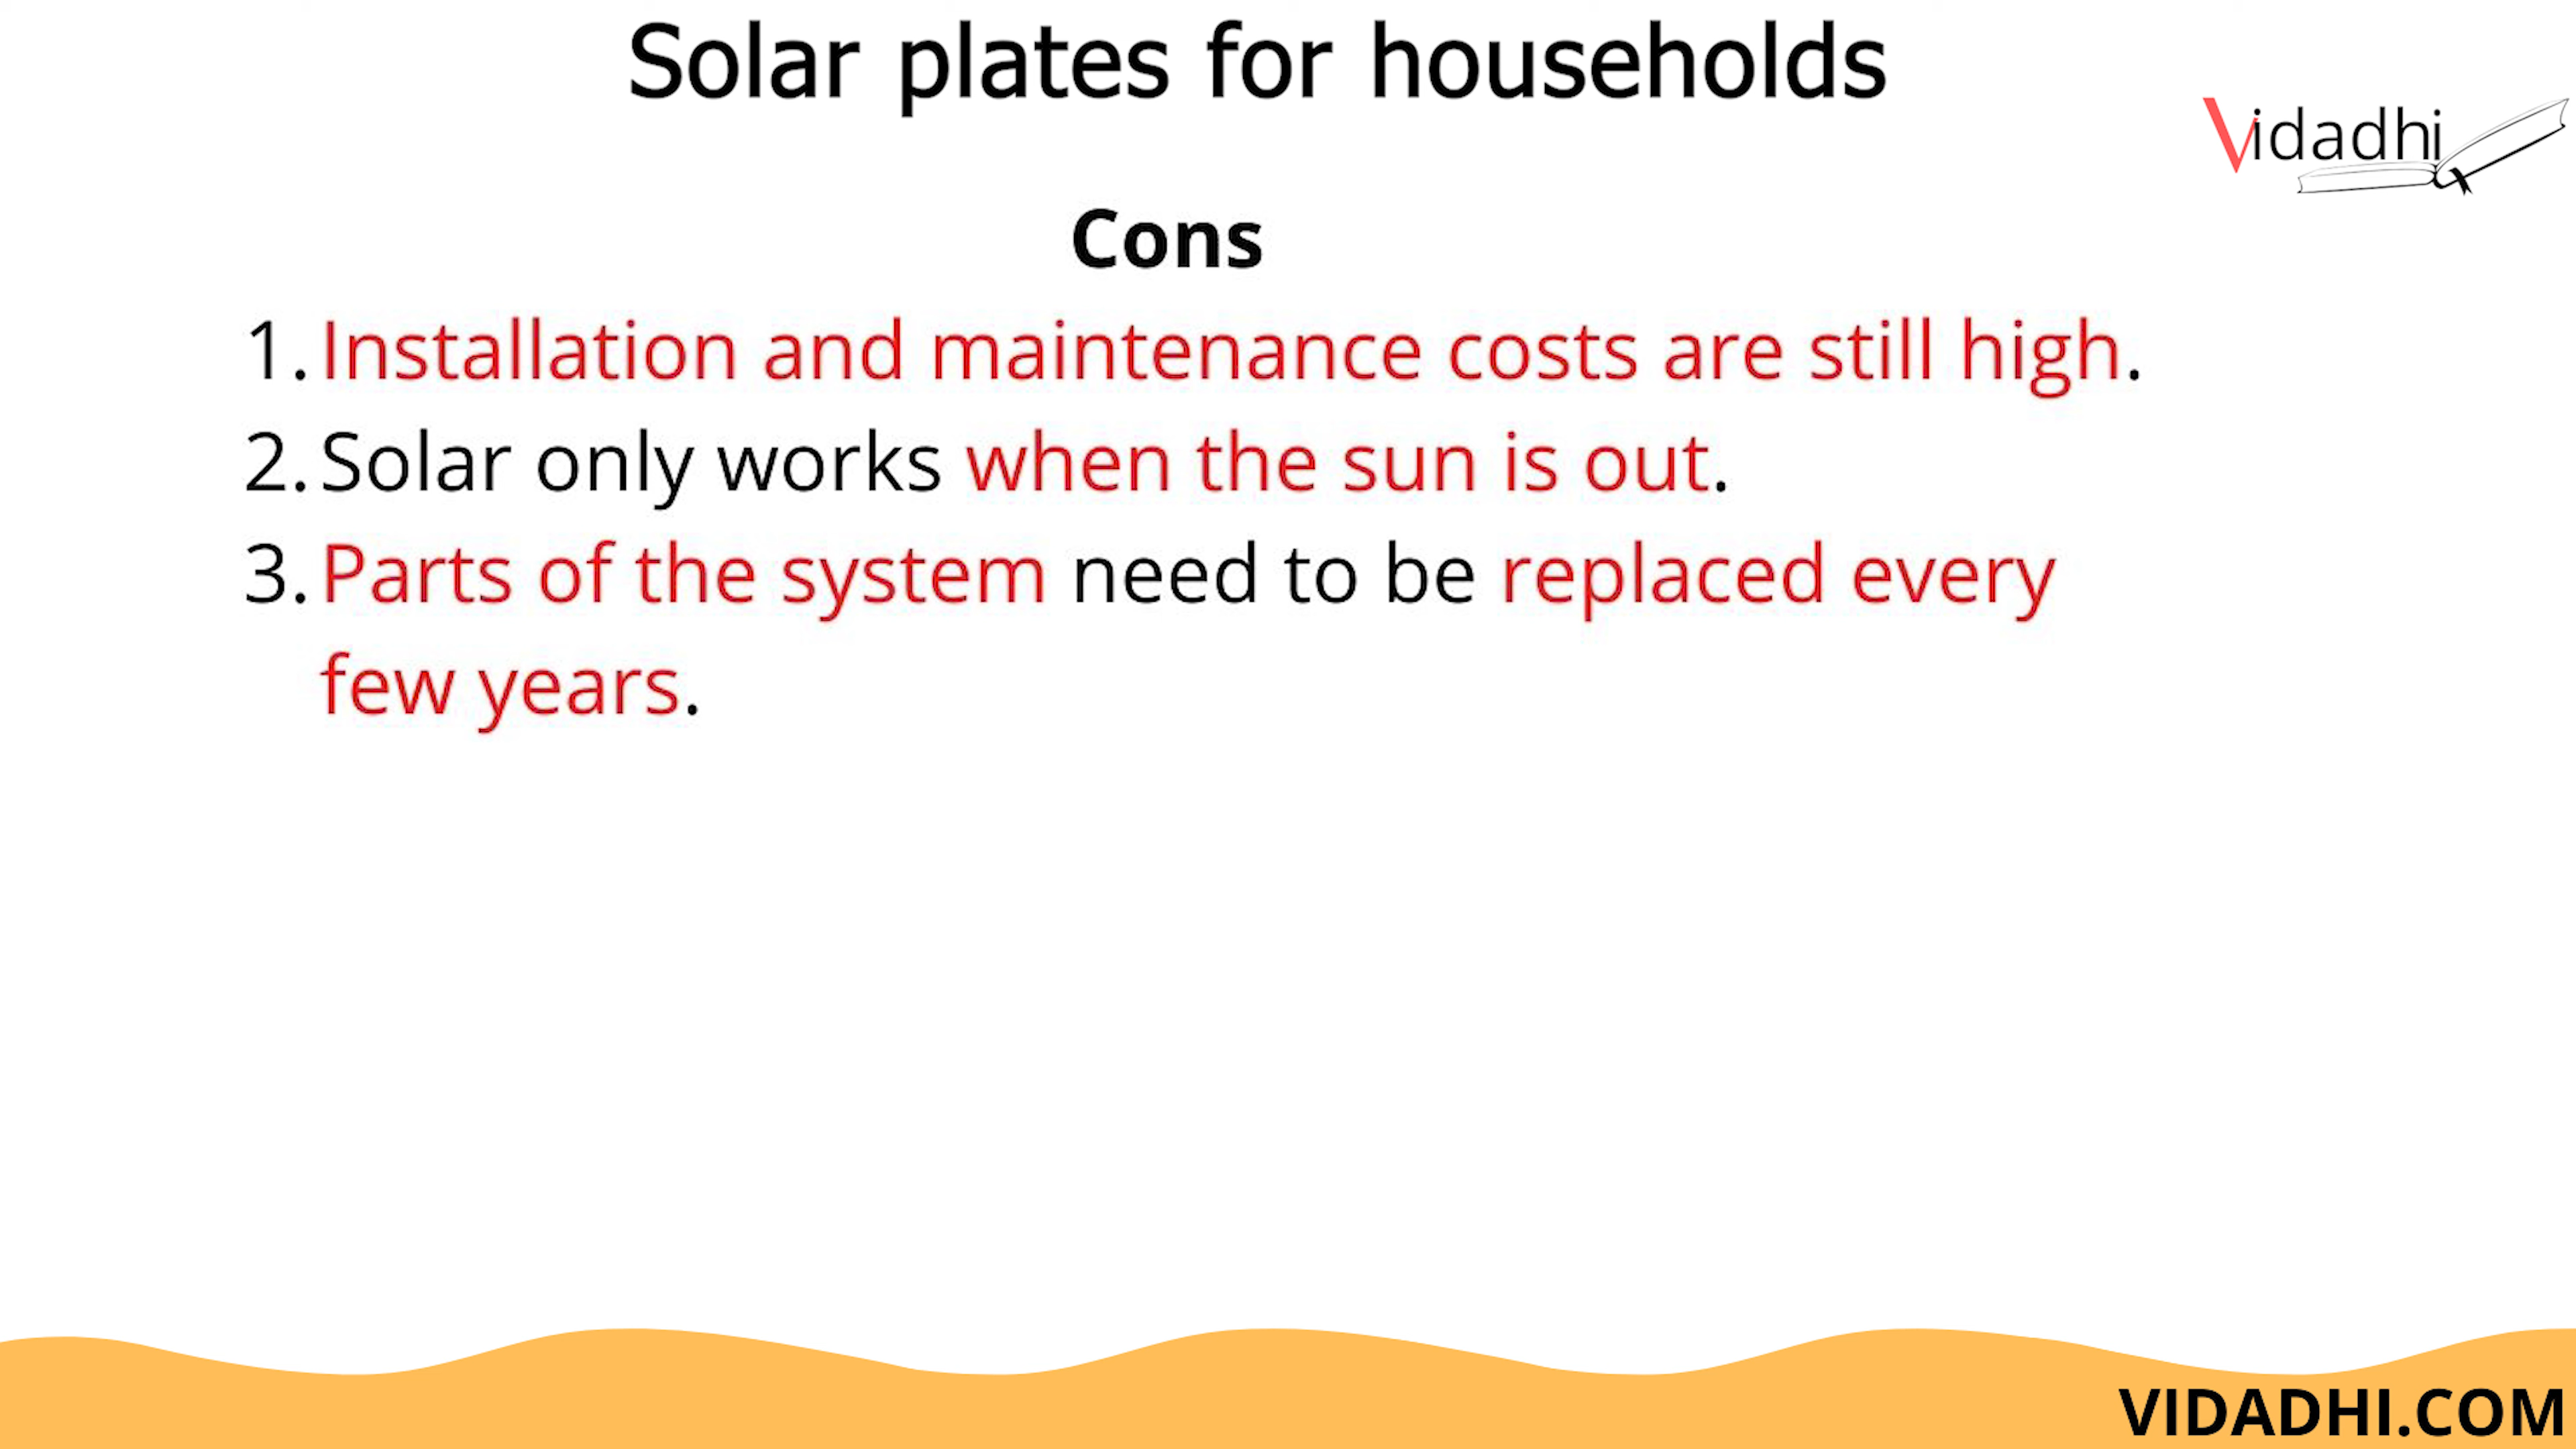 Solar plates for households
Vidadhi
Cons
1. Installation and maintenance costs are still high.
2. Solar only works when the sun is out.
3. Parts of the system need to be replaced every
few years.
VIDADHI.COM